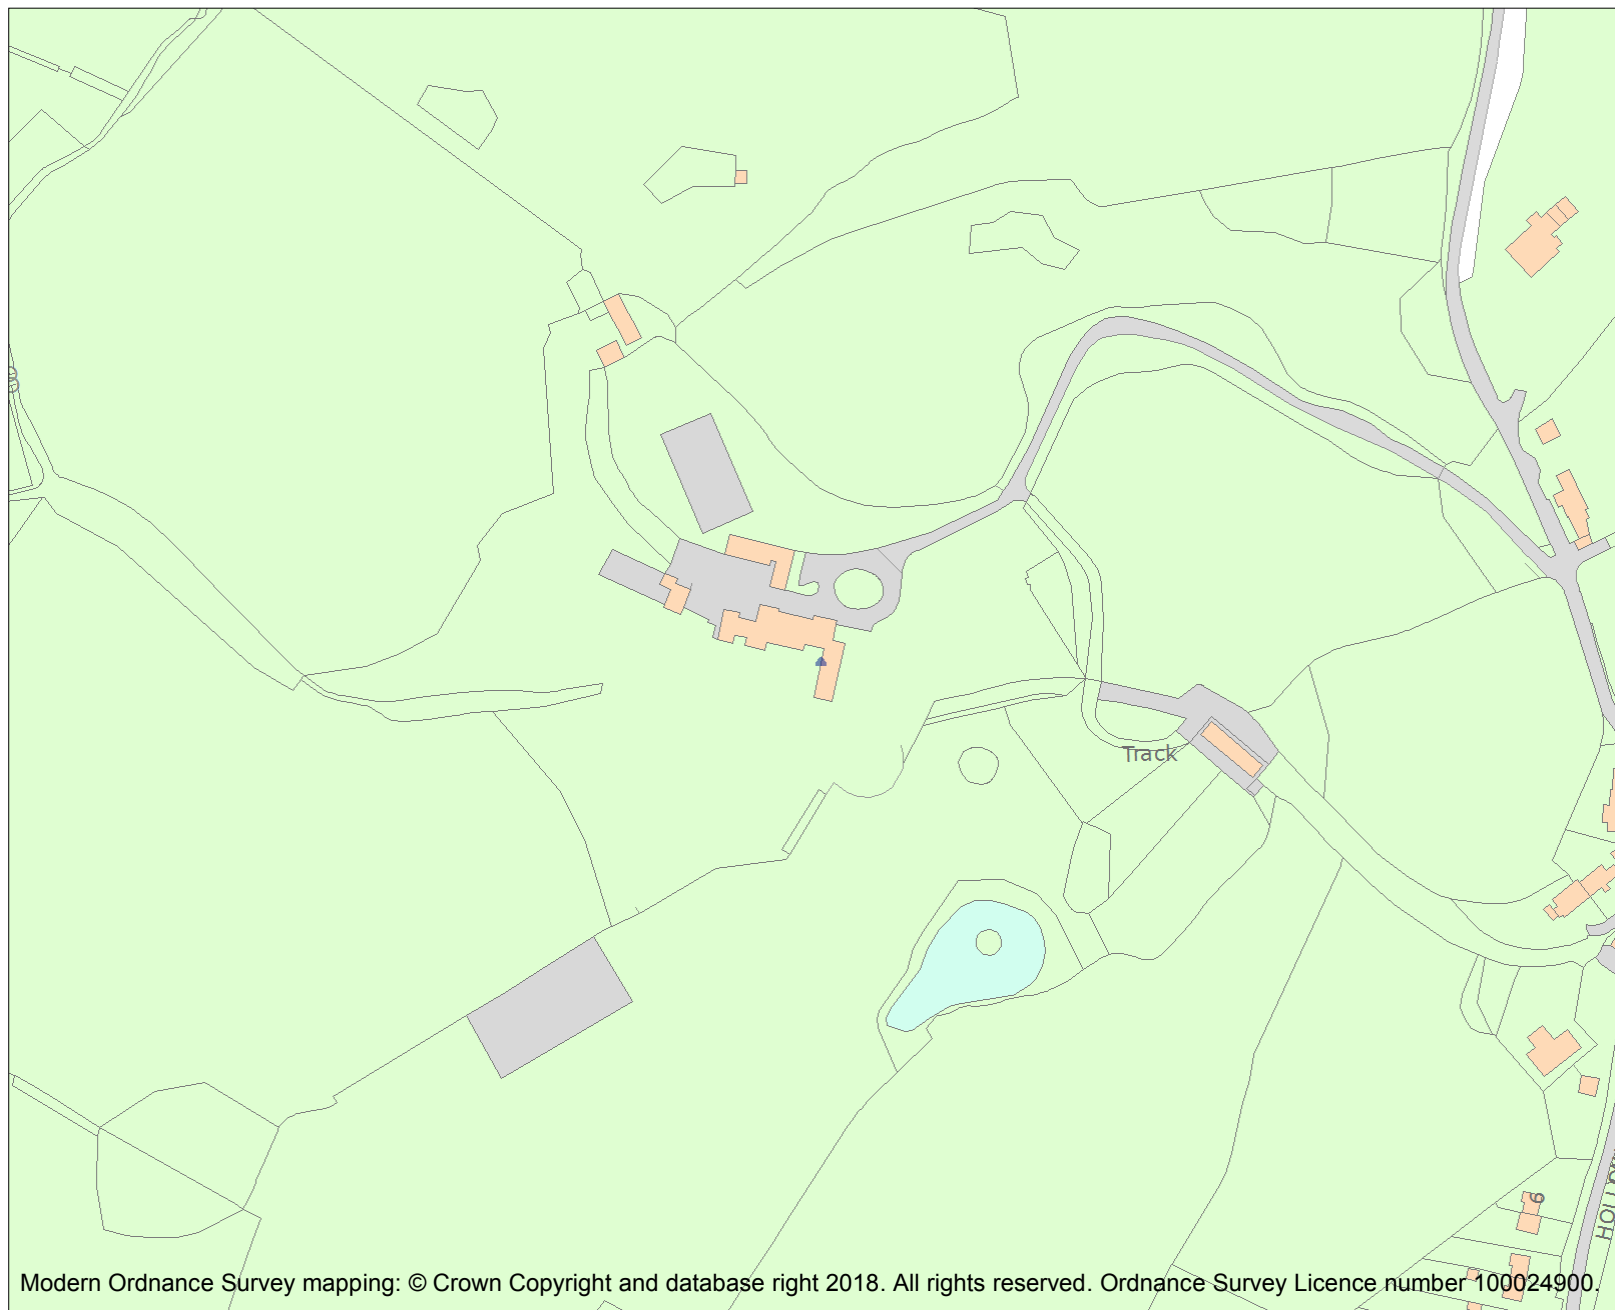 Track
6
Modern Ordnance Survey mapping: © Crown Copyright and database right 2018. All rights reserved. Ordnance Survey Licence number 100024900.